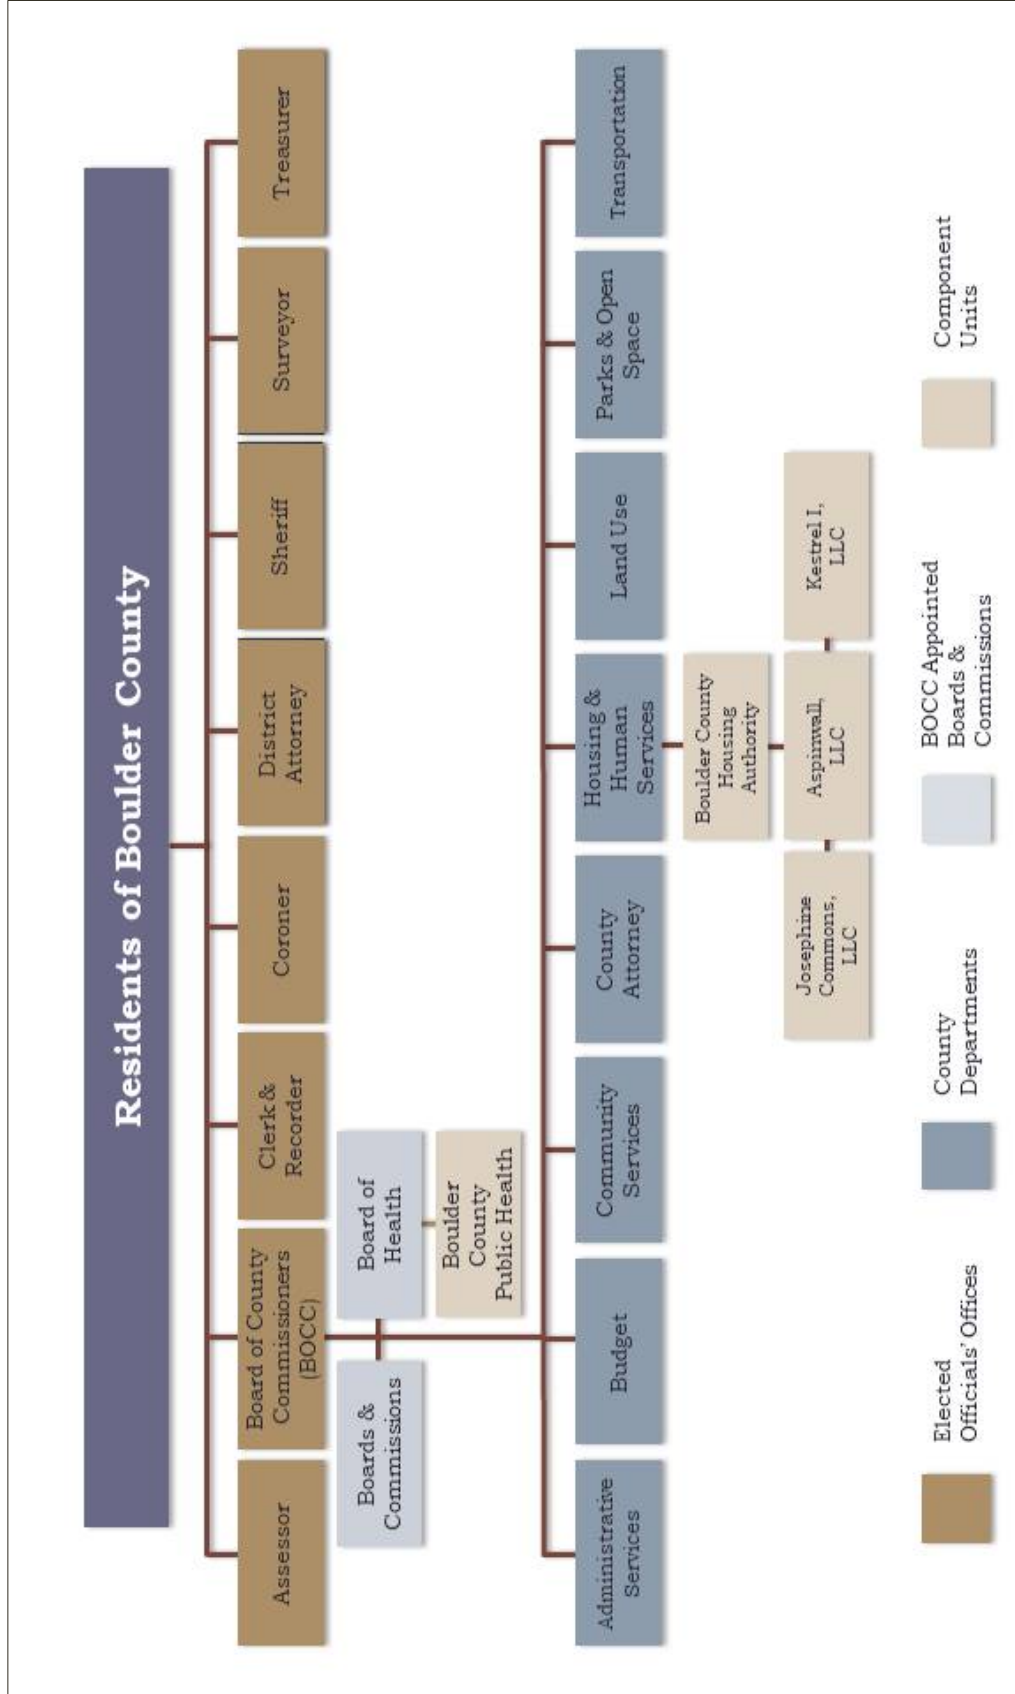 Residents of Boulder County
Assessor
Board of County
Commissioners
(BOCC)
Clerk &
Recorder
Coroner
District
Attorney
Sheriff
Surveyor
Treasurer
Boards &
Commissions
Board of
Health
Boulder
County
Public Health
Administrative
Services
Budget
Community
Services
County
Attorney
Housing &
Human
Services
Land Use
Parks & Open
Space
Transportation
Boulder County
Housing
Authority
Josephine
Commons,
LLC
Aspinwall,
LLC
Kestrel I,
LLC
Elected
Officials' Offices
County
Departments
BOCC Appointed
Boards &
Commissions
Component
Units